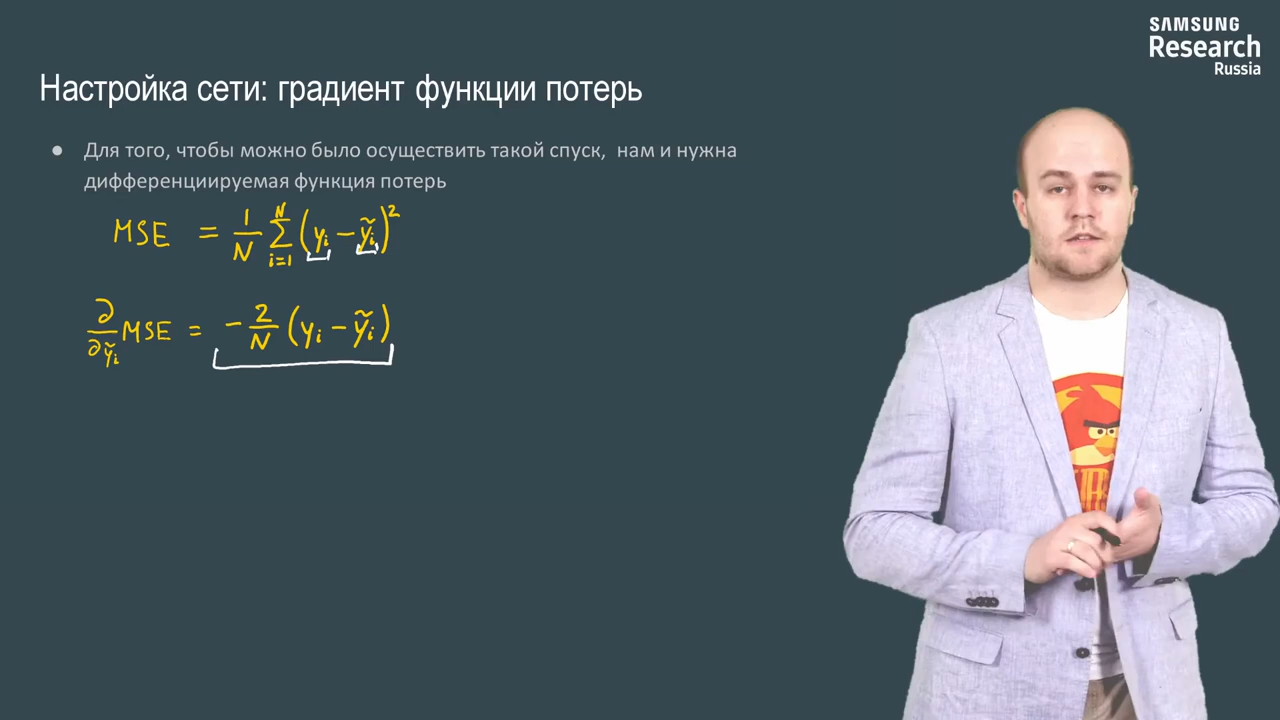 SAMSUNG
Research
Russia
Настройка сети: градиент функции потерь
● Для того, чтобы можно было осуществить такой спуск, нам и нужна
дифференциируемая функция потерь
MSE = 1/N ∑_{i=1}^{N} (yᵢ − ỹᵢ)²
∂/∂ỹᵢ MSE = − 2/N (yᵢ − ỹᵢ)